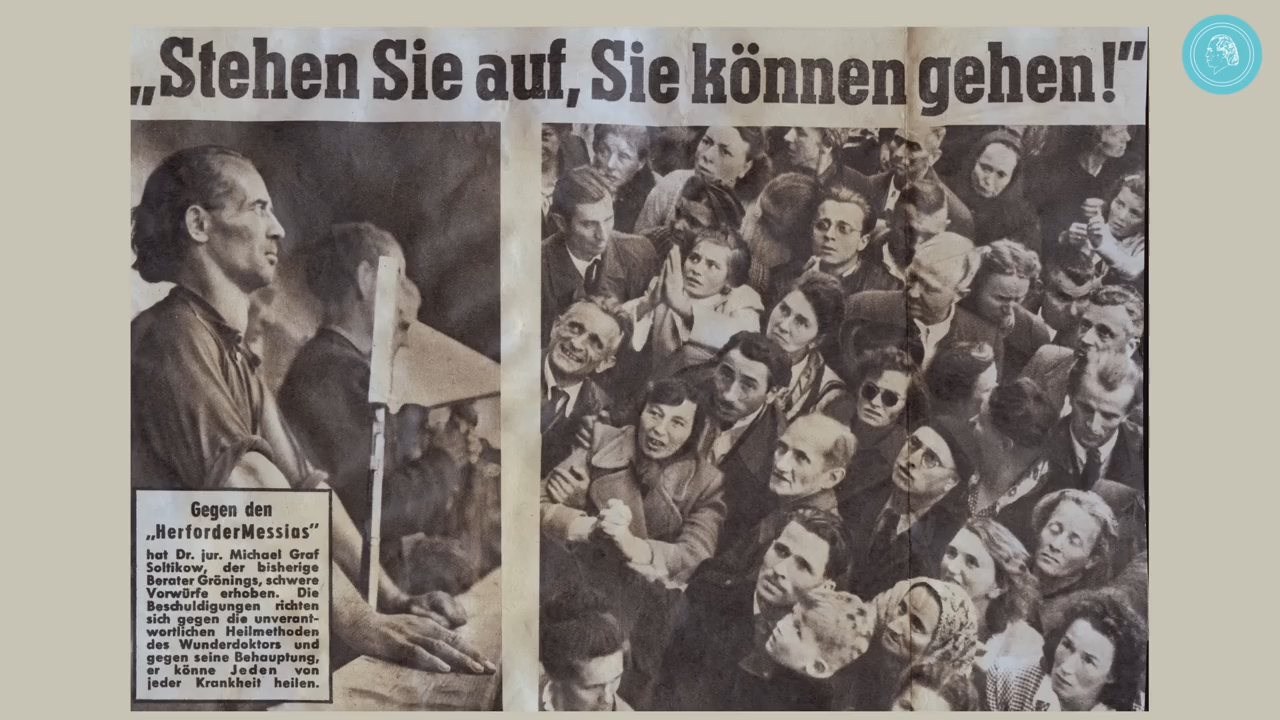 „Stehen Sie auf, Sie können gehen!”
Gegen den
„HerforderMessias”
hat Dr. jur. Michael Graf
Soltikow, der bisherige
Berater Grönings, schwere
Vorwürfe erhoben. Die
Beschuldigungen richten
sich gegen die unverant-
wortlichen Heilmethoden
des Wunderdoktors und
gegen seine Behauptung,
er könne Jeden von
jeder Krankheit heilen.